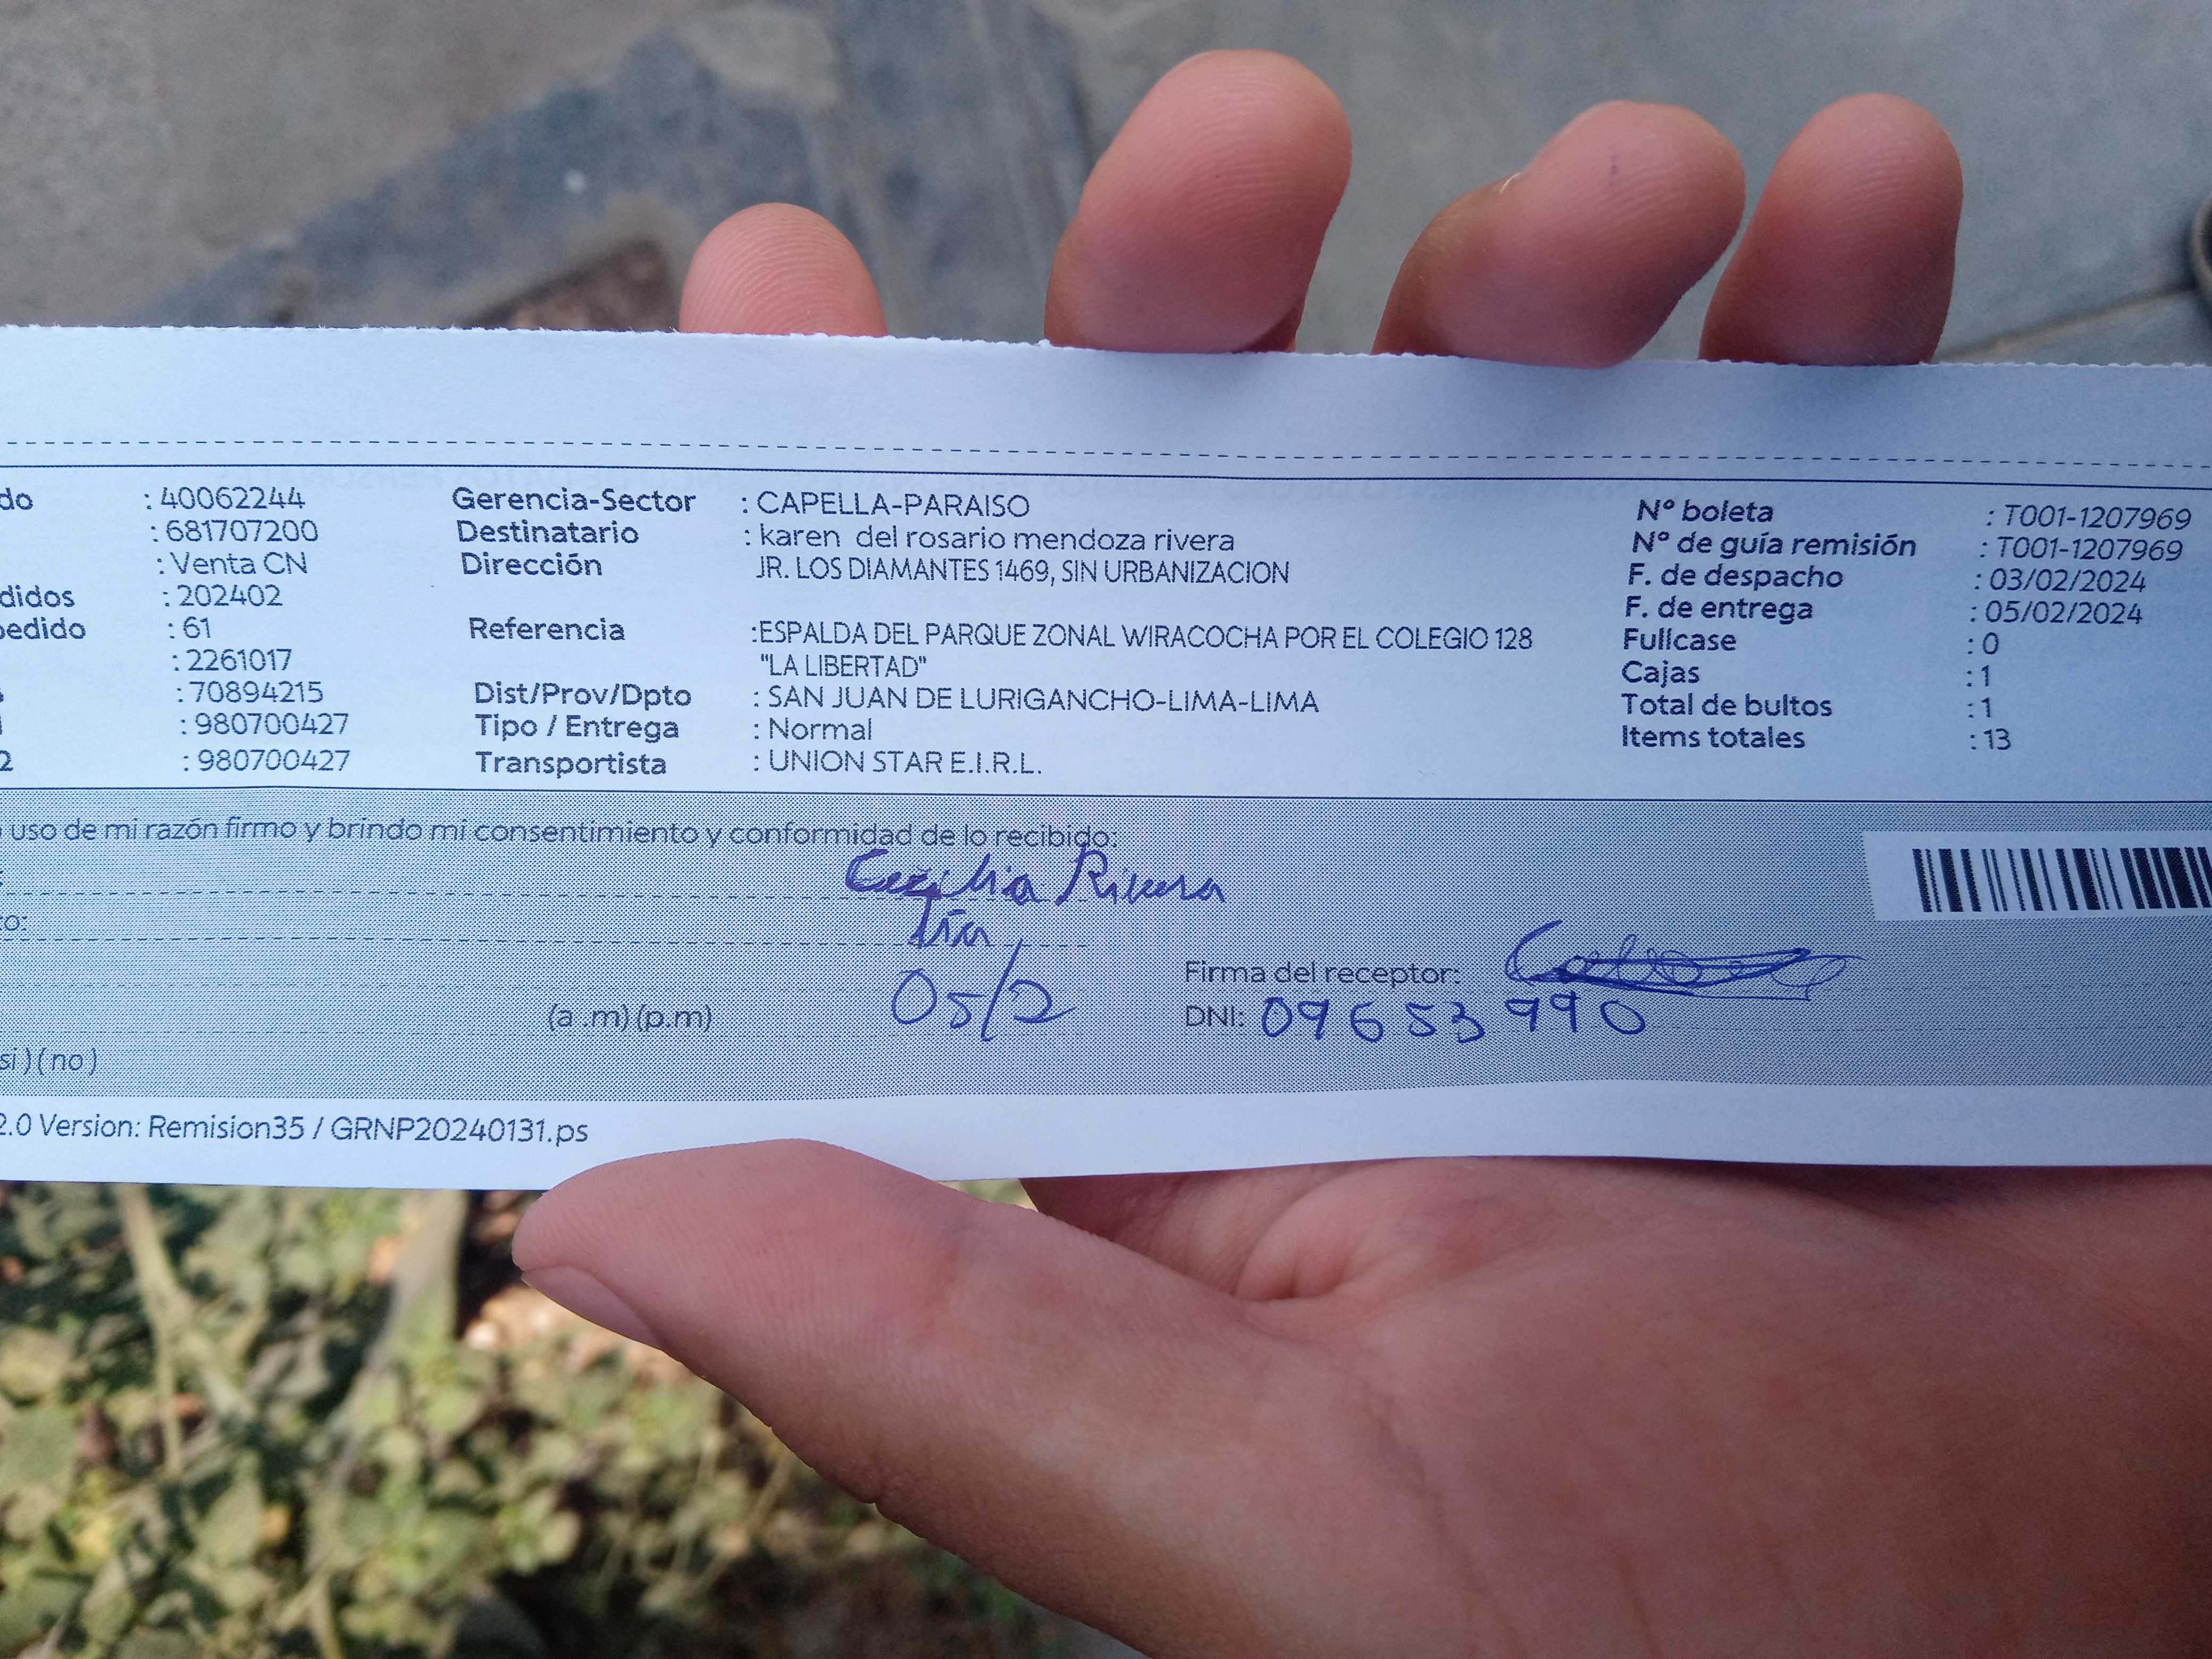 do : 40062244 Gerencia-Sector : CAPELLA-PARAISO Nº boleta : T001-1207969
: 681707200 Destinatario : karen del rosario mendoza rivera Nº de guía remisión : T001-1207969
: Venta CN Dirección JR. LOS DIAMANTES 1469, SIN URBANIZACION F. de despacho : 03/02/2024
didos : 202402 F. de entrega : 05/02/2024
pedido : 61 Referencia :ESPALDA DEL PARQUE ZONAL WIRACOCHA POR EL COLEGIO 128 Fullcase : 0
: 2261017 "LA LIBERTAD" Cajas : 1
: 70894215 Dist/Prov/Dpto : SAN JUAN DE LURIGANCHO-LIMA-LIMA Total de bultos : 1
: 980700427 Tipo / Entrega : Normal Items totales : 13
2 : 980700427 Transportista : UNION STAR E.I.R.L.
uso de mi razón firmo y brindo mi consentimiento y conformidad de lo recibido:
Cecilia Rivera
to: tía
Firma del receptor:
(a .m) (p.m) 05/2 DNI: 09653990
si ) ( no )
2.0 Version: Remision35 / GRNP20240131.ps